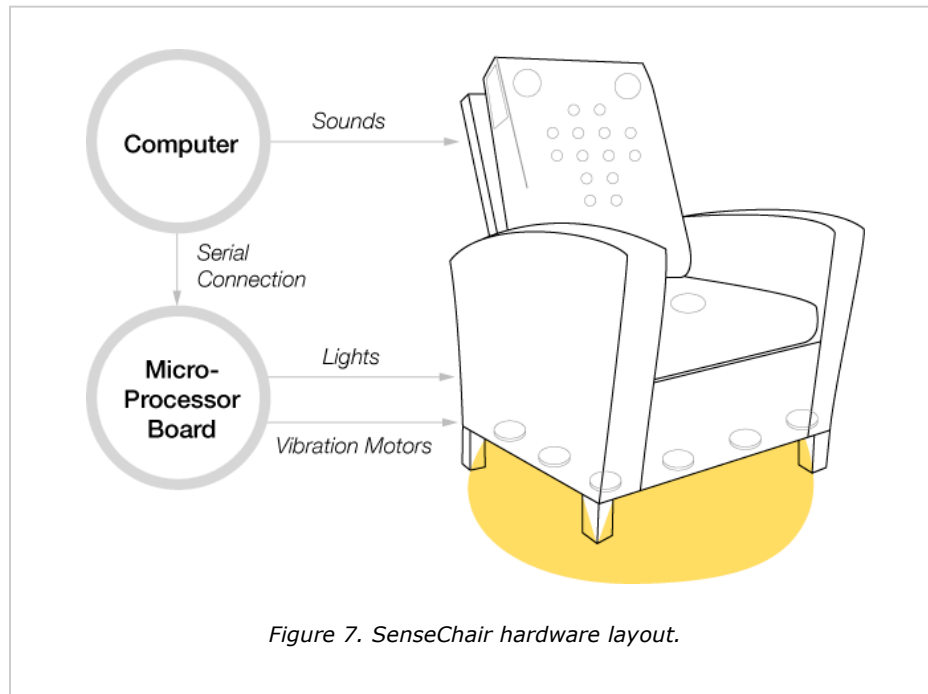 Computer
Sounds
Serial
Connection
Micro-
Processor
Board
Lights
Vibration Motors
Figure 7. SenseChair hardware layout.